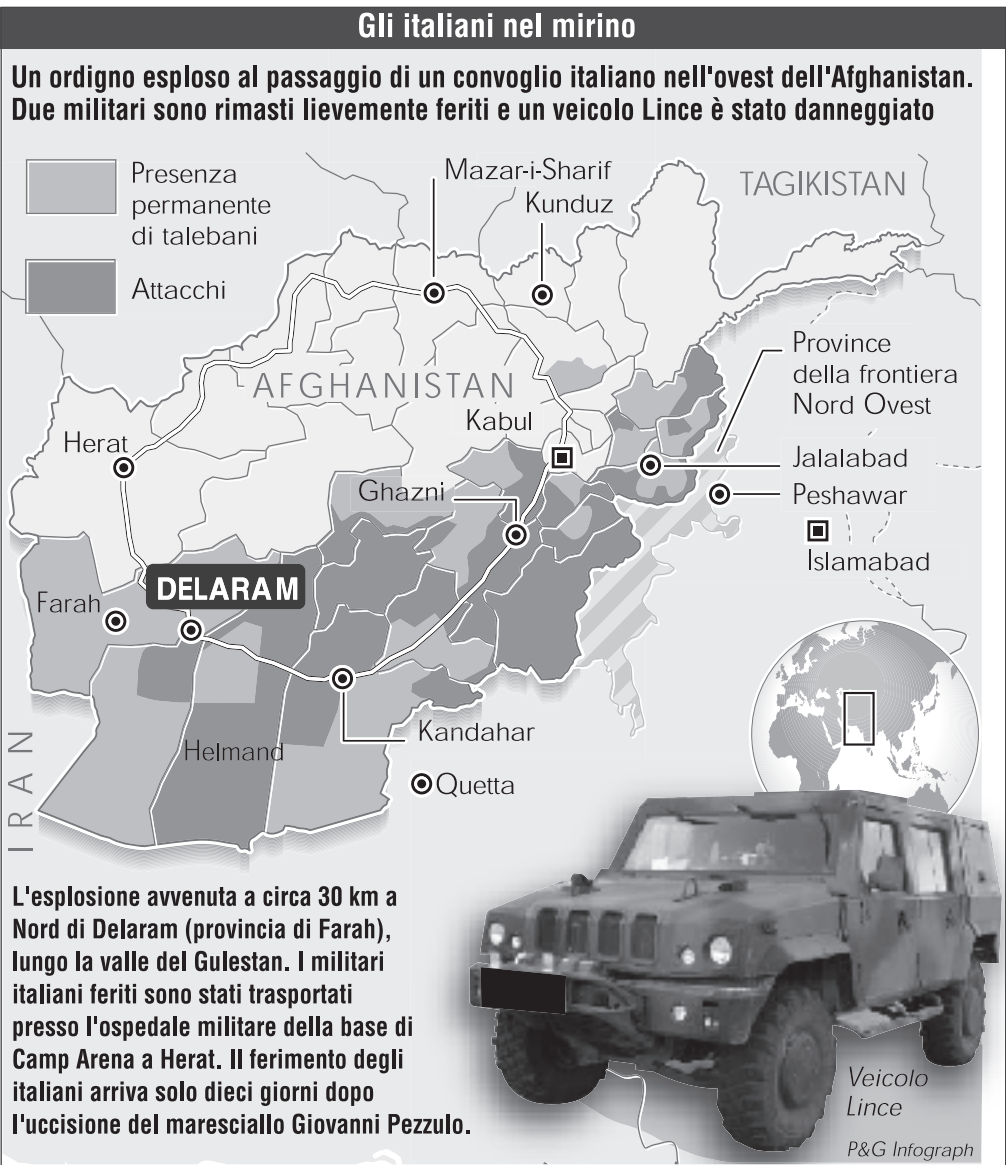 Gli italiani nel mirino
Un ordigno esploso al passaggio di un convoglio italiano nell'ovest dell'Afghanistan.
Due militari sono rimasti lievemente feriti e un veicolo Lince è stato danneggiato
Presenza
permanente
di talebani
Attacchi
Mazar-i-Sharif
Kunduz
TAGIKISTAN
AFGHANISTAN
Province
della frontiera
Nord Ovest
Kabul
Herat
Jalalabad
Ghazni
Peshawar
Islamabad
DELARAM
Farah
Kandahar
Helmand
Quetta
IRAN
L'esplosione avvenuta a circa 30 km a
Nord di Delaram (provincia di Farah),
lungo la valle del Gulestan. I militari
italiani feriti sono stati trasportati
presso l'ospedale militare della base di
Camp Arena a Herat. Il ferimento degli
italiani arriva solo dieci giorni dopo
l'uccisione del maresciallo Giovanni Pezzulo.
Veicolo
Lince
P&G Infograph